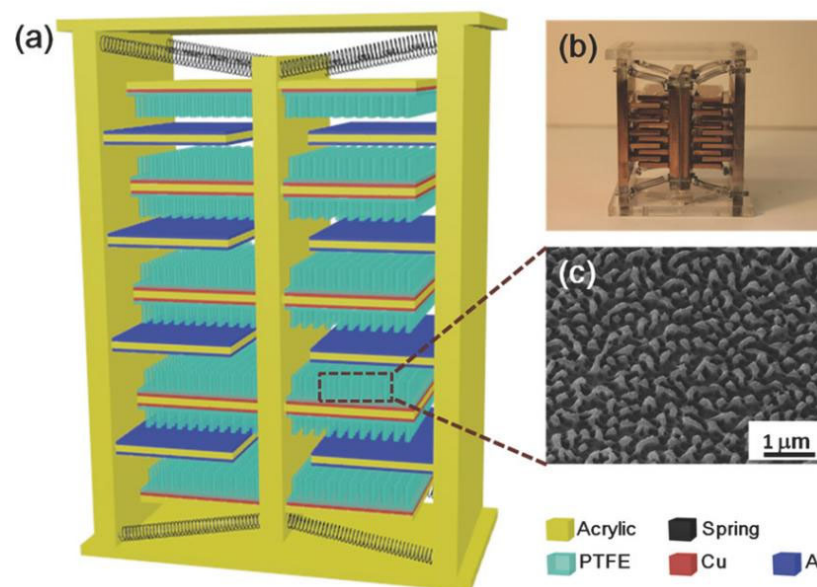 (a)
(b)
(c)
1 μm
Acrylic Spring
PTFE Cu A